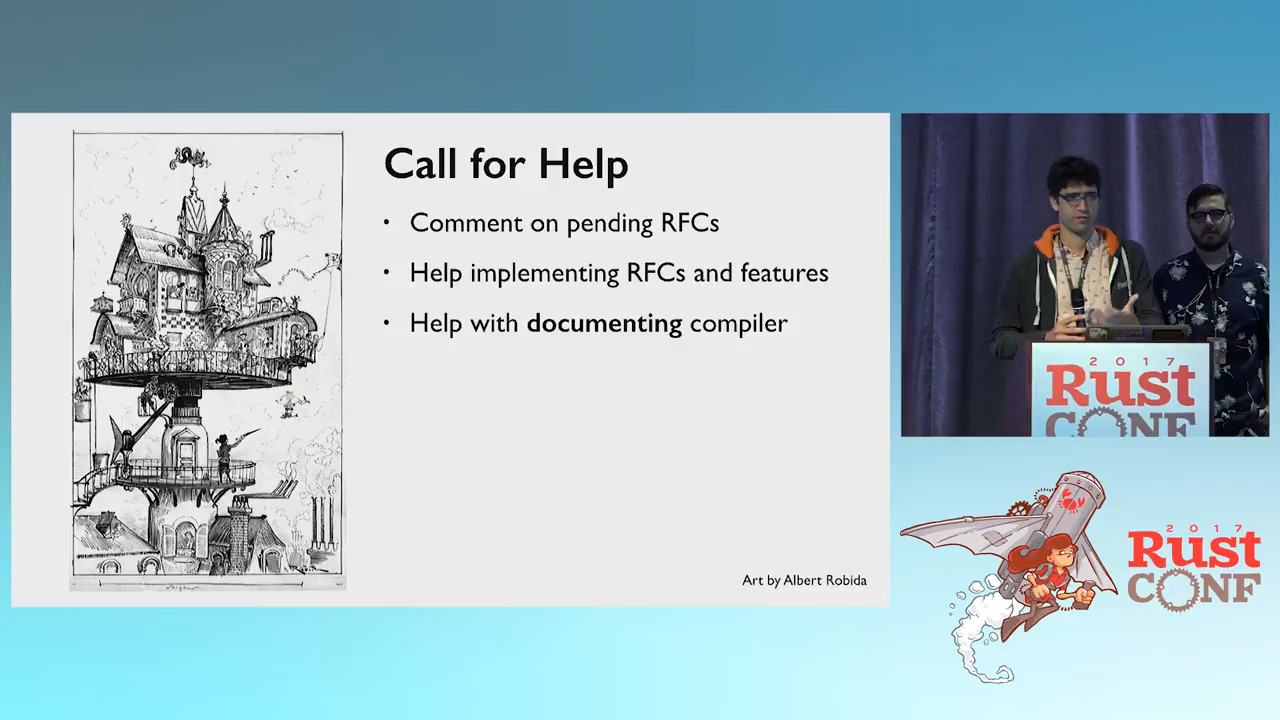 Call for Help
• Comment on pending RFCs
• Help implementing RFCs and features
• Help with documenting compiler
Art by Albert Robida
2017
Rust
CONF
2017
Rust
CONF